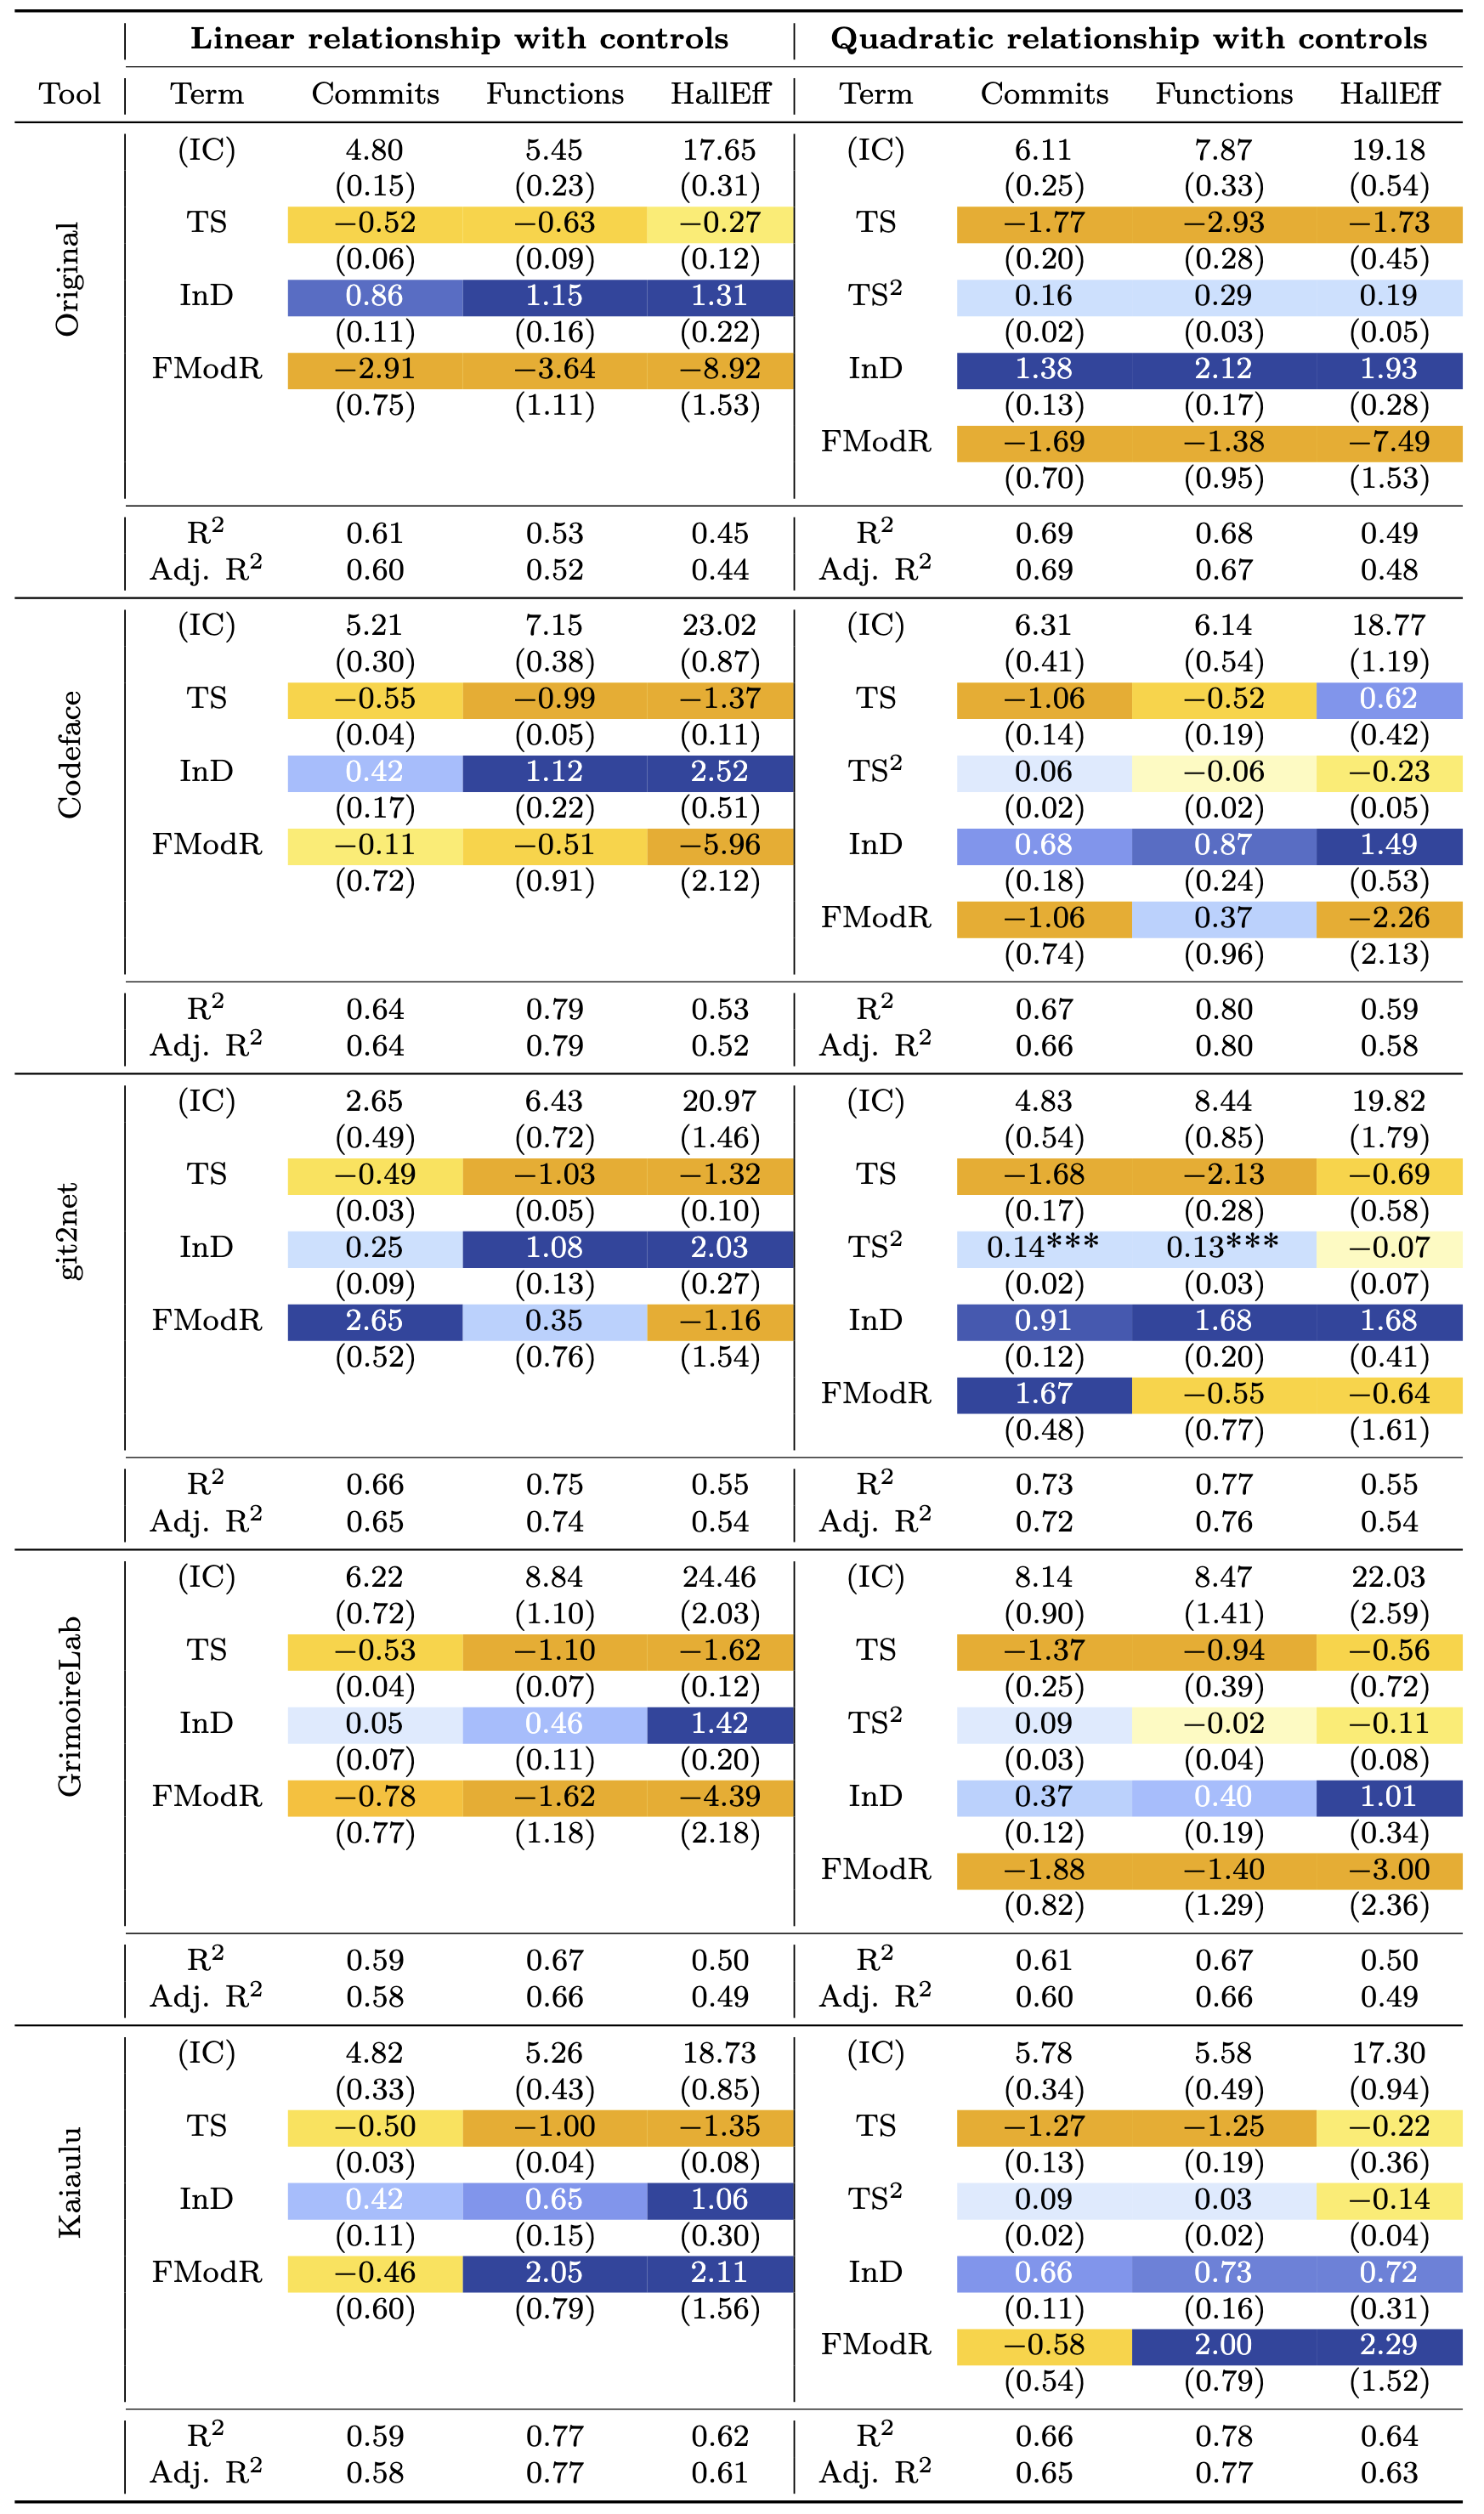 Linear relationship with controls Quadratic relationship with controls
Tool Term Commits Functions HallEff Term Commits Functions HallEff
Original
(IC) 4.80 5.45 17.65 (IC) 6.11 7.87 19.18
(0.15) (0.23) (0.31) (0.25) (0.33) (0.54)
TS −0.52 −0.63 −0.27 TS −1.77 −2.93 −1.73
(0.06) (0.09) (0.12) (0.20) (0.28) (0.45)
InD 0.86 1.15 1.31 TS² 0.16 0.29 0.19
(0.11) (0.16) (0.22) (0.02) (0.03) (0.05)
FModR −2.91 −3.64 −8.92 InD 1.38 2.12 1.93
(0.75) (1.11) (1.53) (0.13) (0.17) (0.28)
FModR −1.69 −1.38 −7.49
(0.70) (0.95) (1.53)
R² 0.61 0.53 0.45 R² 0.69 0.68 0.49
Adj. R² 0.60 0.52 0.44 Adj. R² 0.69 0.67 0.48
Codeface
(IC) 5.21 7.15 23.02 (IC) 6.31 6.14 18.77
(0.30) (0.38) (0.87) (0.41) (0.54) (1.19)
TS −0.55 −0.99 −1.37 TS −1.06 −0.52 0.62
(0.04) (0.05) (0.11) (0.14) (0.19) (0.42)
InD 0.42 1.12 2.52 TS² 0.06 −0.06 −0.23
(0.17) (0.22) (0.51) (0.02) (0.02) (0.05)
FModR −0.11 −0.51 −5.96 InD 0.68 0.87 1.49
(0.72) (0.91) (2.12) (0.18) (0.24) (0.53)
FModR −1.06 0.37 −2.26
(0.74) (0.96) (2.13)
R² 0.64 0.79 0.53 R² 0.67 0.80 0.59
Adj. R² 0.64 0.79 0.52 Adj. R² 0.66 0.80 0.58
git2net
(IC) 2.65 6.43 20.97 (IC) 4.83 8.44 19.82
(0.49) (0.72) (1.46) (0.54) (0.85) (1.79)
TS −0.49 −1.03 −1.32 TS −1.68 −2.13 −0.69
(0.03) (0.05) (0.10) (0.17) (0.28) (0.58)
InD 0.25 1.08 2.03 TS² 0.14*** 0.13*** −0.07
(0.09) (0.13) (0.27) (0.02) (0.03) (0.07)
FModR 2.65 0.35 −1.16 InD 0.91 1.68 1.68
(0.52) (0.76) (1.54) (0.12) (0.20) (0.41)
FModR 1.67 −0.55 −0.64
(0.48) (0.77) (1.61)
R² 0.66 0.75 0.55 R² 0.73 0.77 0.55
Adj. R² 0.65 0.74 0.54 Adj. R² 0.72 0.76 0.54
GrimoireLab
(IC) 6.22 8.84 24.46 (IC) 8.14 8.47 22.03
(0.72) (1.10) (2.03) (0.90) (1.41) (2.59)
TS −0.53 −1.10 −1.62 TS −1.37 −0.94 −0.56
(0.04) (0.07) (0.12) (0.25) (0.39) (0.72)
InD 0.05 0.46 1.42 TS² 0.09 −0.02 −0.11
(0.07) (0.11) (0.20) (0.03) (0.04) (0.08)
FModR −0.78 −1.62 −4.39 InD 0.37 0.40 1.01
(0.77) (1.18) (2.18) (0.12) (0.19) (0.34)
FModR −1.88 −1.40 −3.00
(0.82) (1.29) (2.36)
R² 0.59 0.67 0.50 R² 0.61 0.67 0.50
Adj. R² 0.58 0.66 0.49 Adj. R² 0.60 0.66 0.49
Kaiaulu
(IC) 4.82 5.26 18.73 (IC) 5.78 5.58 17.30
(0.33) (0.43) (0.85) (0.34) (0.49) (0.94)
TS −0.50 −1.00 −1.35 TS −1.27 −1.25 −0.22
(0.03) (0.04) (0.08) (0.13) (0.19) (0.36)
InD 0.42 0.65 1.06 TS² 0.09 0.03 −0.14
(0.11) (0.15) (0.30) (0.02) (0.02) (0.04)
FModR −0.46 2.05 2.11 InD 0.66 0.73 0.72
(0.60) (0.79) (1.56) (0.11) (0.16) (0.31)
FModR −0.58 2.00 2.29
(0.54) (0.79) (1.52)
R² 0.59 0.77 0.62 R² 0.66 0.78 0.64
Adj. R² 0.58 0.77 0.61 Adj. R² 0.65 0.77 0.63